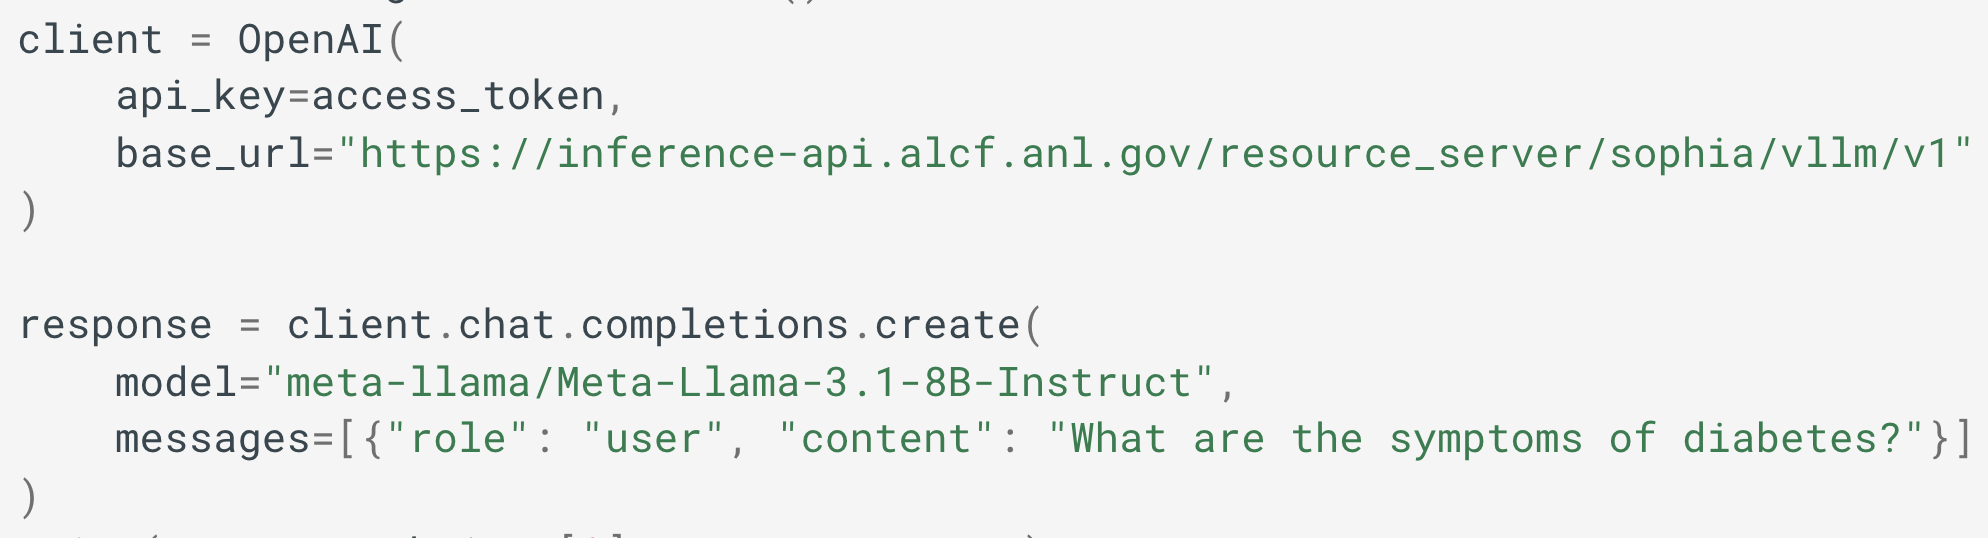 client = OpenAI(
    api_key=access_token,
    base_url="https://inference-api.alcf.anl.gov/resource_server/sophia/vllm/v1"
)

response = client.chat.completions.create(
    model="meta-llama/Meta-Llama-3.1-8B-Instruct",
    messages=[{"role": "user", "content": "What are the symptoms of diabetes?"}]
)